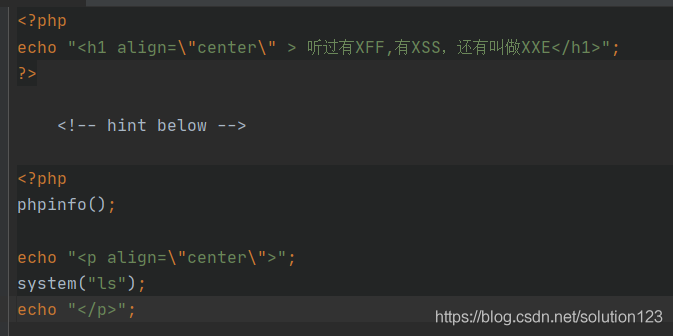 <?php
echo "<h1 align=\"center\" > 听过有XFF,有XSS，还有叫做XXE</h1>";
?>
<!-- hint below -->
<?php
phpinfo();
echo "<p align=\"center\">";
system("ls");
echo "</p>";
https://blog.csdn.net/solution123